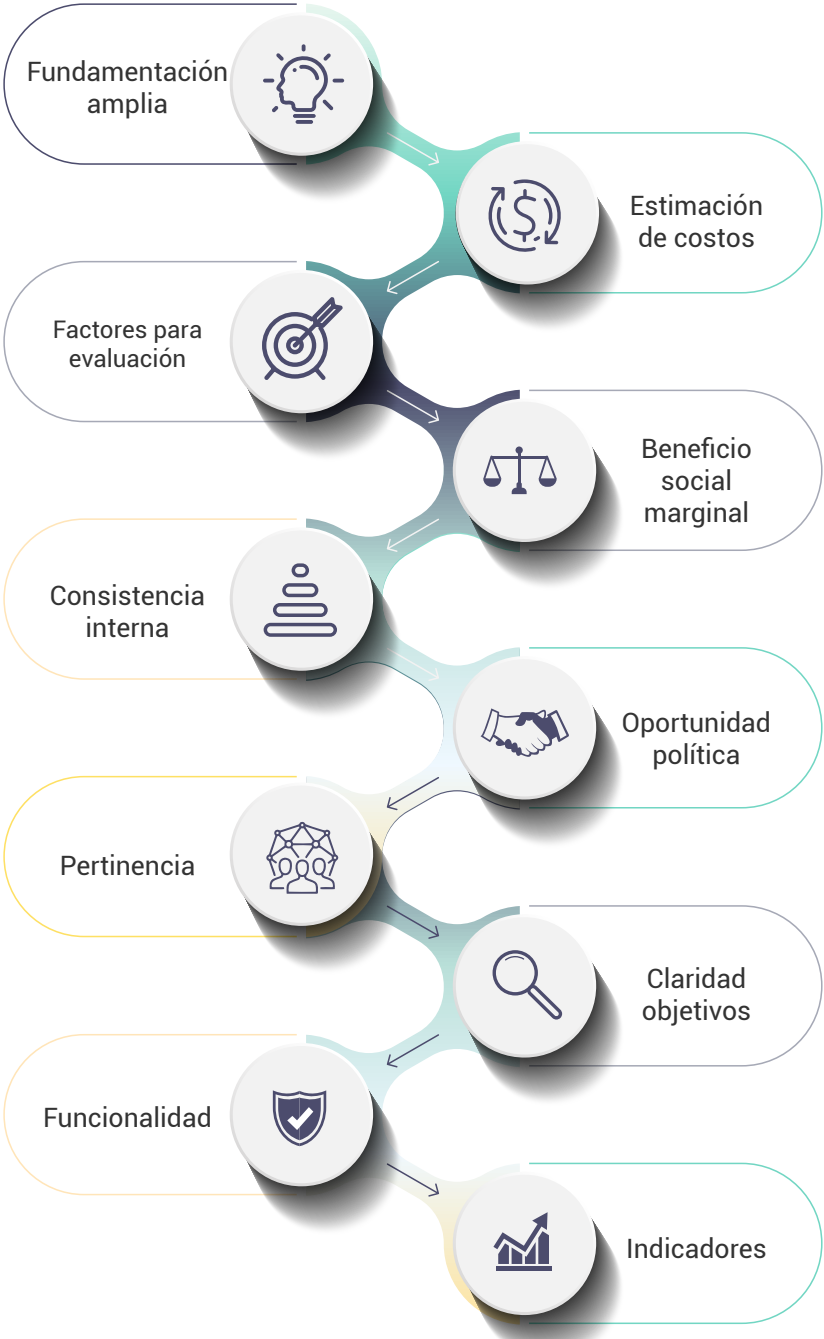 Fundamentación
amplia
Estimación
de costos
Factores para
evaluación
Beneficio
social
marginal
Consistencia
interna
Oportunidad
política
Pertinencia
Claridad
objetivos
Funcionalidad
Indicadores